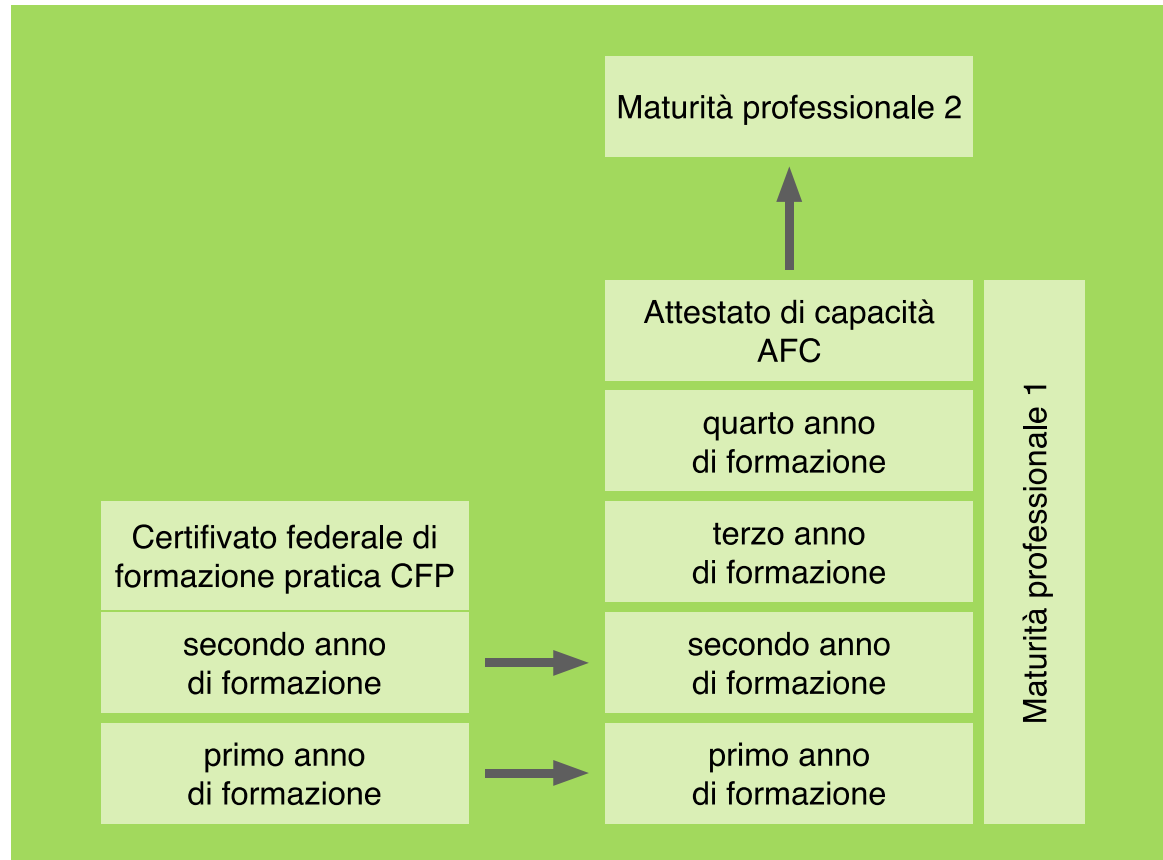 Maturità professionale 2
Attestato di capacità
AFC
quarto anno
di formazione
terzo anno
di formazione
secondo anno
di formazione
primo anno
di formazione
Maturità professionale 1
Certifivato federale di
formazione pratica CFP
secondo anno
di formazione
primo anno
di formazione